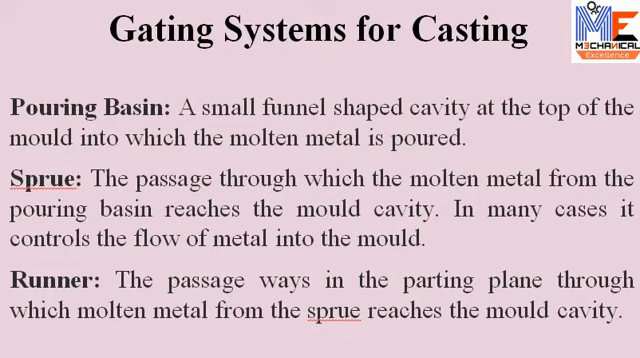 Gating Systems for Casting
MECHANICAL
Excellence
Pouring Basin: A small funnel shaped cavity at the top of the
mould into which the molten metal is poured.
Sprue: The passage through which the molten metal from the
pouring basin reaches the mould cavity. In many cases it
controls the flow of metal into the mould.
Runner: The passage ways in the parting plane through
which molten metal from the sprue reaches the mould cavity.